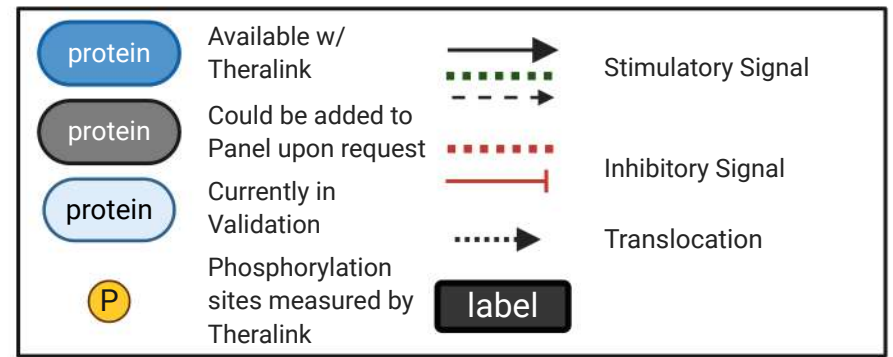 protein
Available w/
Theralink
protein
Could be added to
Panel upon request
protein
Currently in
Validation
P
Phosphorylation
sites measured by
Theralink
Stimulatory Signal
Inhibitory Signal
Translocation
label